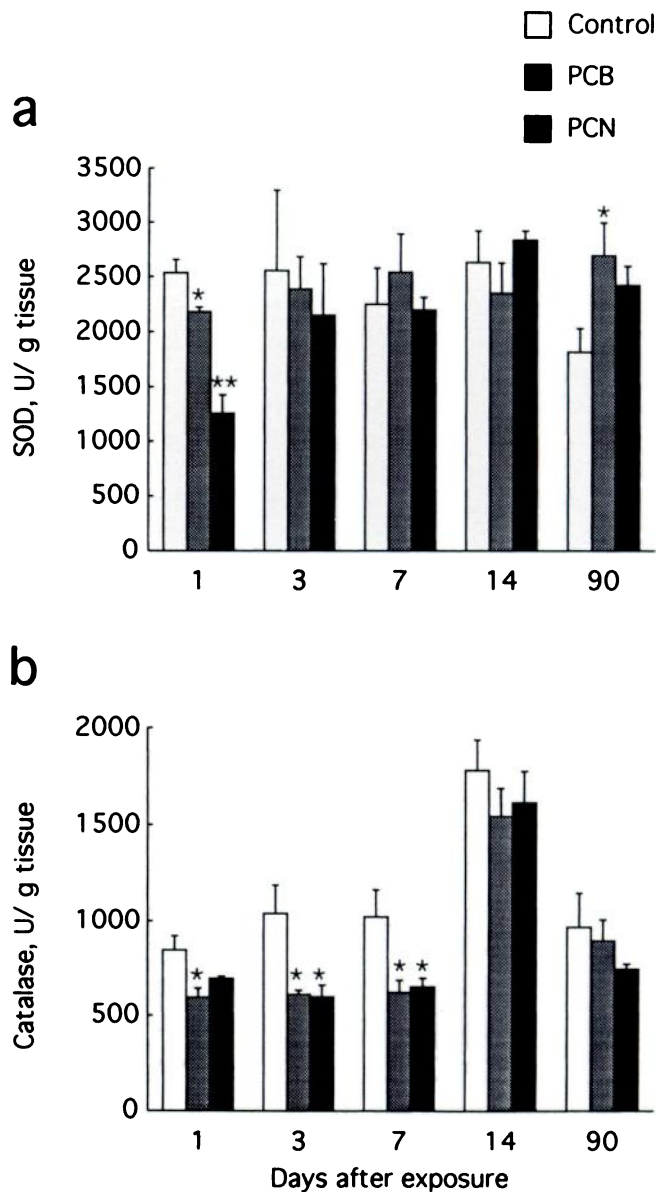 Control
PCB
PCN
a
3500
3000
2500
2000
1500
1000
500
0
SOD, U/ g tissue
*
**
*
1 3 7 14 90
b
2000
1500
1000
500
0
Catalase, U/ g tissue
*
* *
* *
1 3 7 14 90
Days after exposure